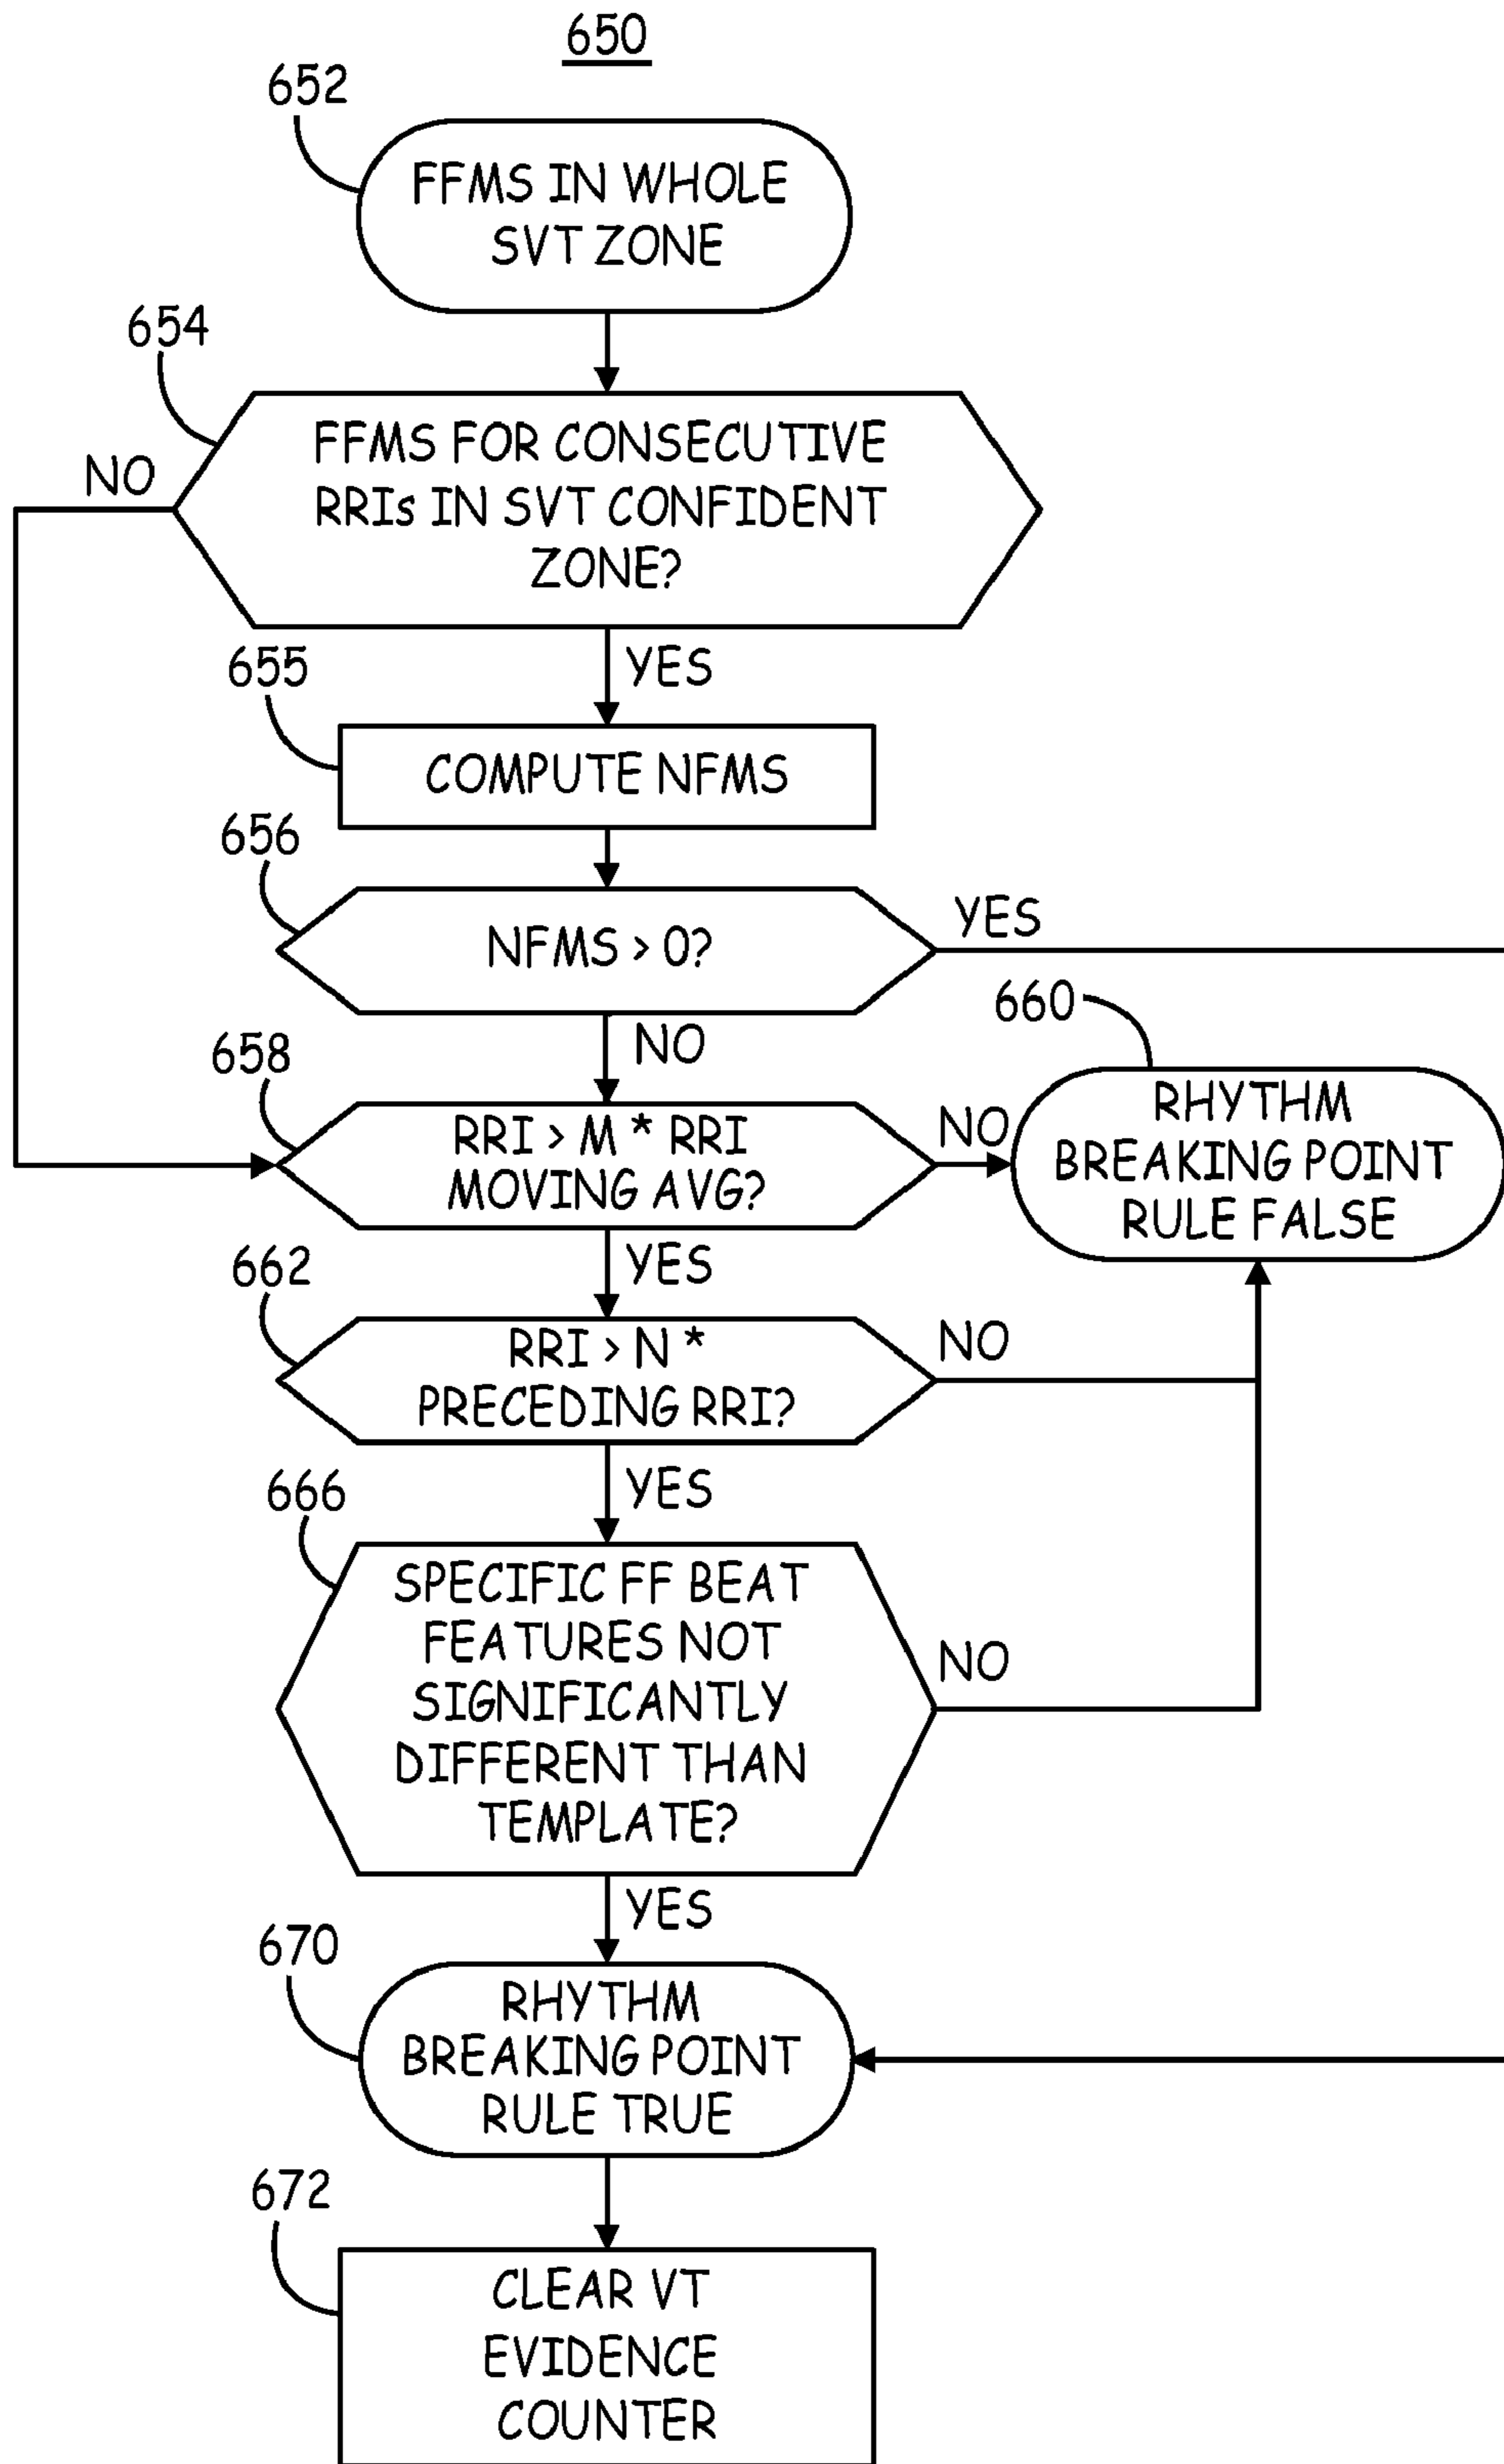 650
652
FFMS IN WHOLE
SVT ZONE
654
FFMS FOR CONSECUTIVE
RRIs IN SVT CONFIDENT
ZONE?
NO
YES
655
COMPUTE NFMS
656
NFMS > 0?
YES
NO
658
RRI > M * RRI
MOVING AVG?
NO
660
RHYTHM
BREAKING POINT
RULE FALSE
YES
662
RRI > N *
PRECEDING RRI?
NO
YES
666
SPECIFIC FF BEAT
FEATURES NOT
SIGNIFICANTLY
DIFFERENT THAN
TEMPLATE?
NO
YES
670
RHYTHM
BREAKING POINT
RULE TRUE
672
CLEAR VT
EVIDENCE
COUNTER